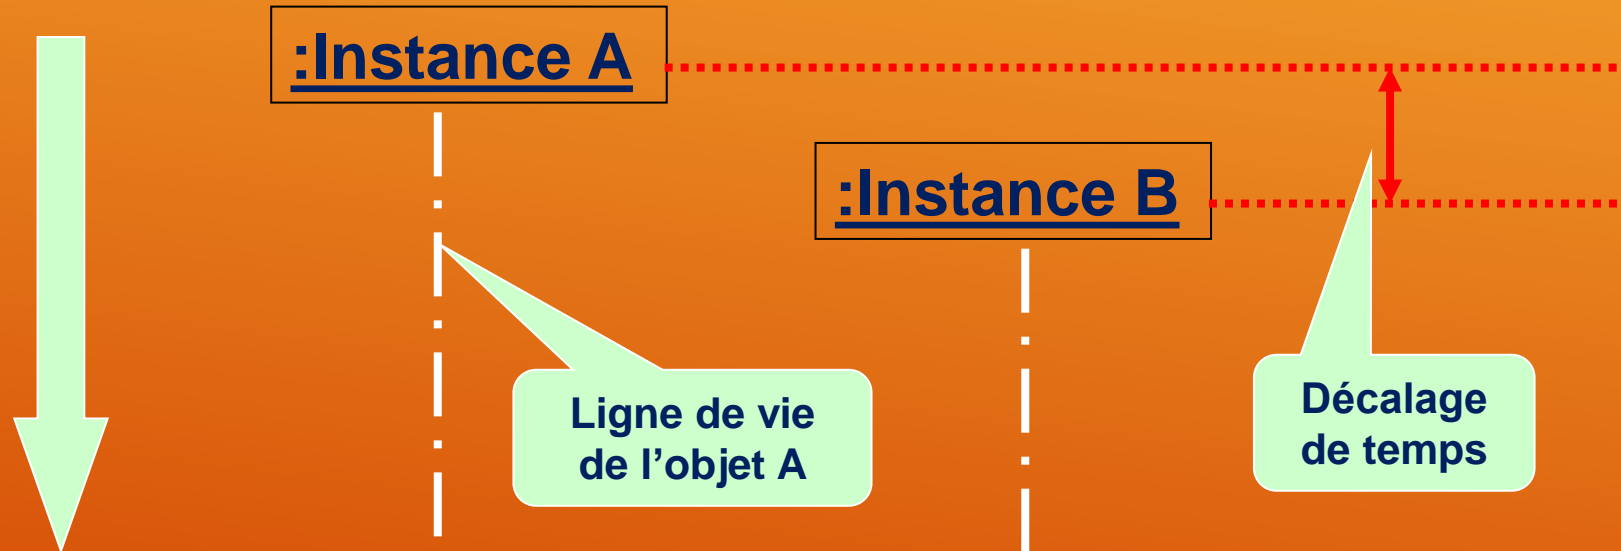 :Instance A
:Instance B
Ligne de vie
de l’objet A
Décalage
de temps